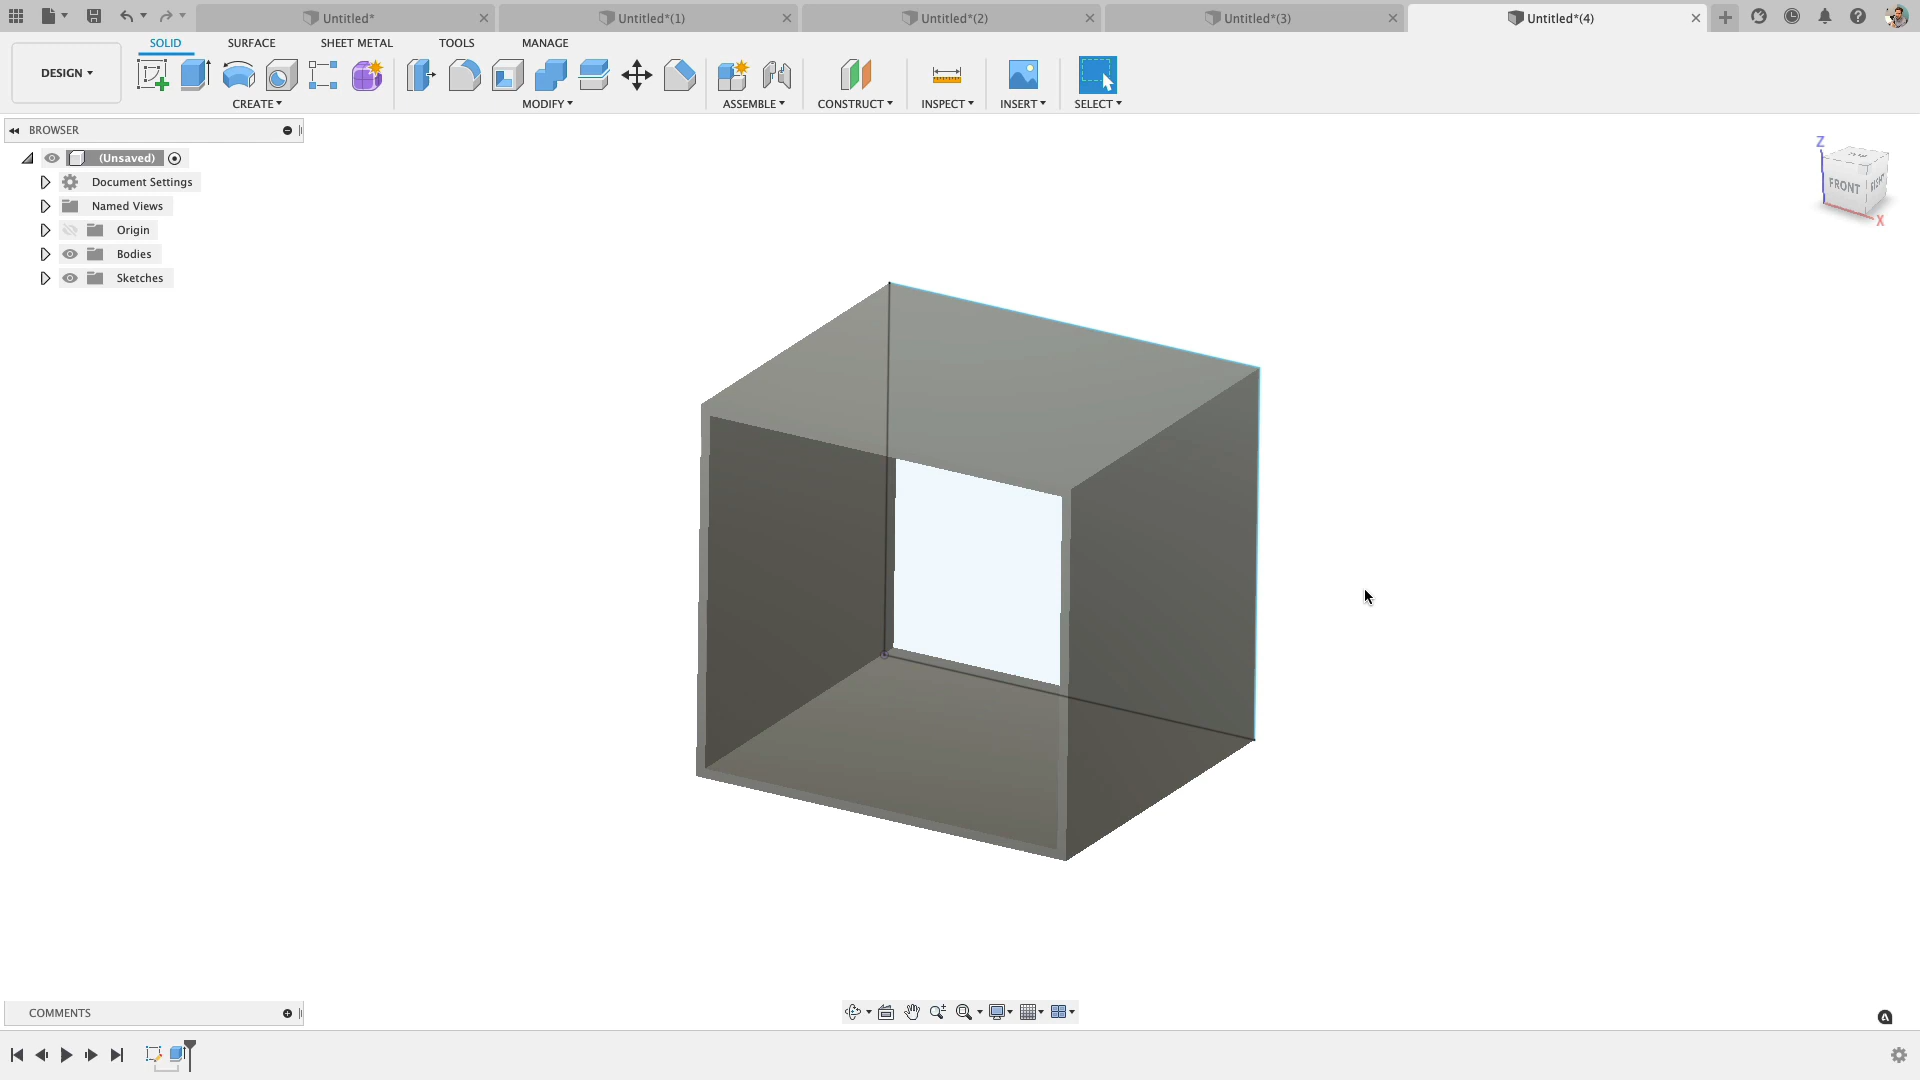 Untitled*
Untitled*(1)
Untitled*(2)
Untitled*(3)
Untitled*(4)
SOLID
SURFACE
SHEET METAL
TOOLS
MANAGE
DESIGN
CREATE
MODIFY
ASSEMBLE
CONSTRUCT
INSPECT
INSERT
SELECT
BROWSER
(Unsaved)
Document Settings
Named Views
Origin
Bodies
Sketches
Z
FRONT
RIGHT
X
COMMENTS